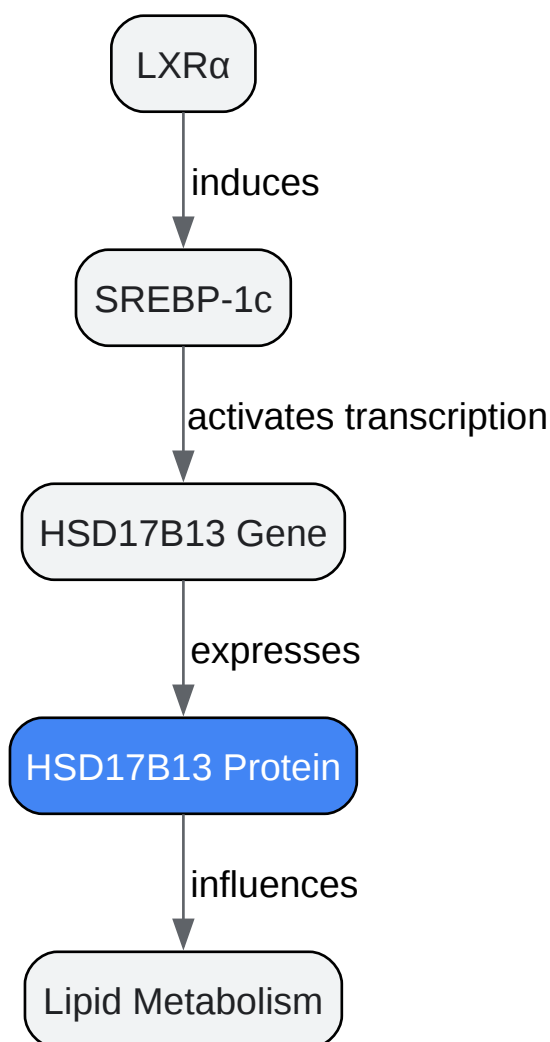 LXRα
induces
SREBP-1c
activates transcription
HSD17B13 Gene
expresses
HSD17B13 Protein
influences
Lipid Metabolism